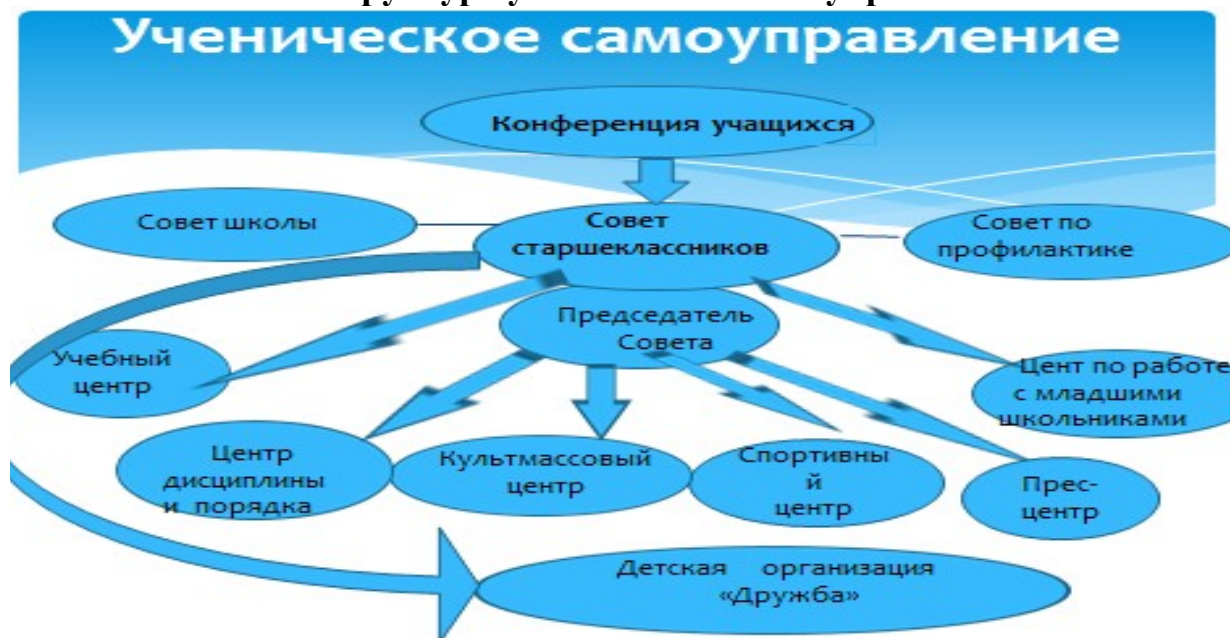 Ученическое самоуправление
Конференция учащихся
Совет школы
Совет
старшеклассников
Совет по
профилактике
Председатель
Совета
Учебный
центр
Цент по работе
с младшими
школьниками
Центр
дисциплины
и порядка
Культмассовый
центр
Спортивны
й
центр
Прес-
центр
Детская организация
«Дружба»